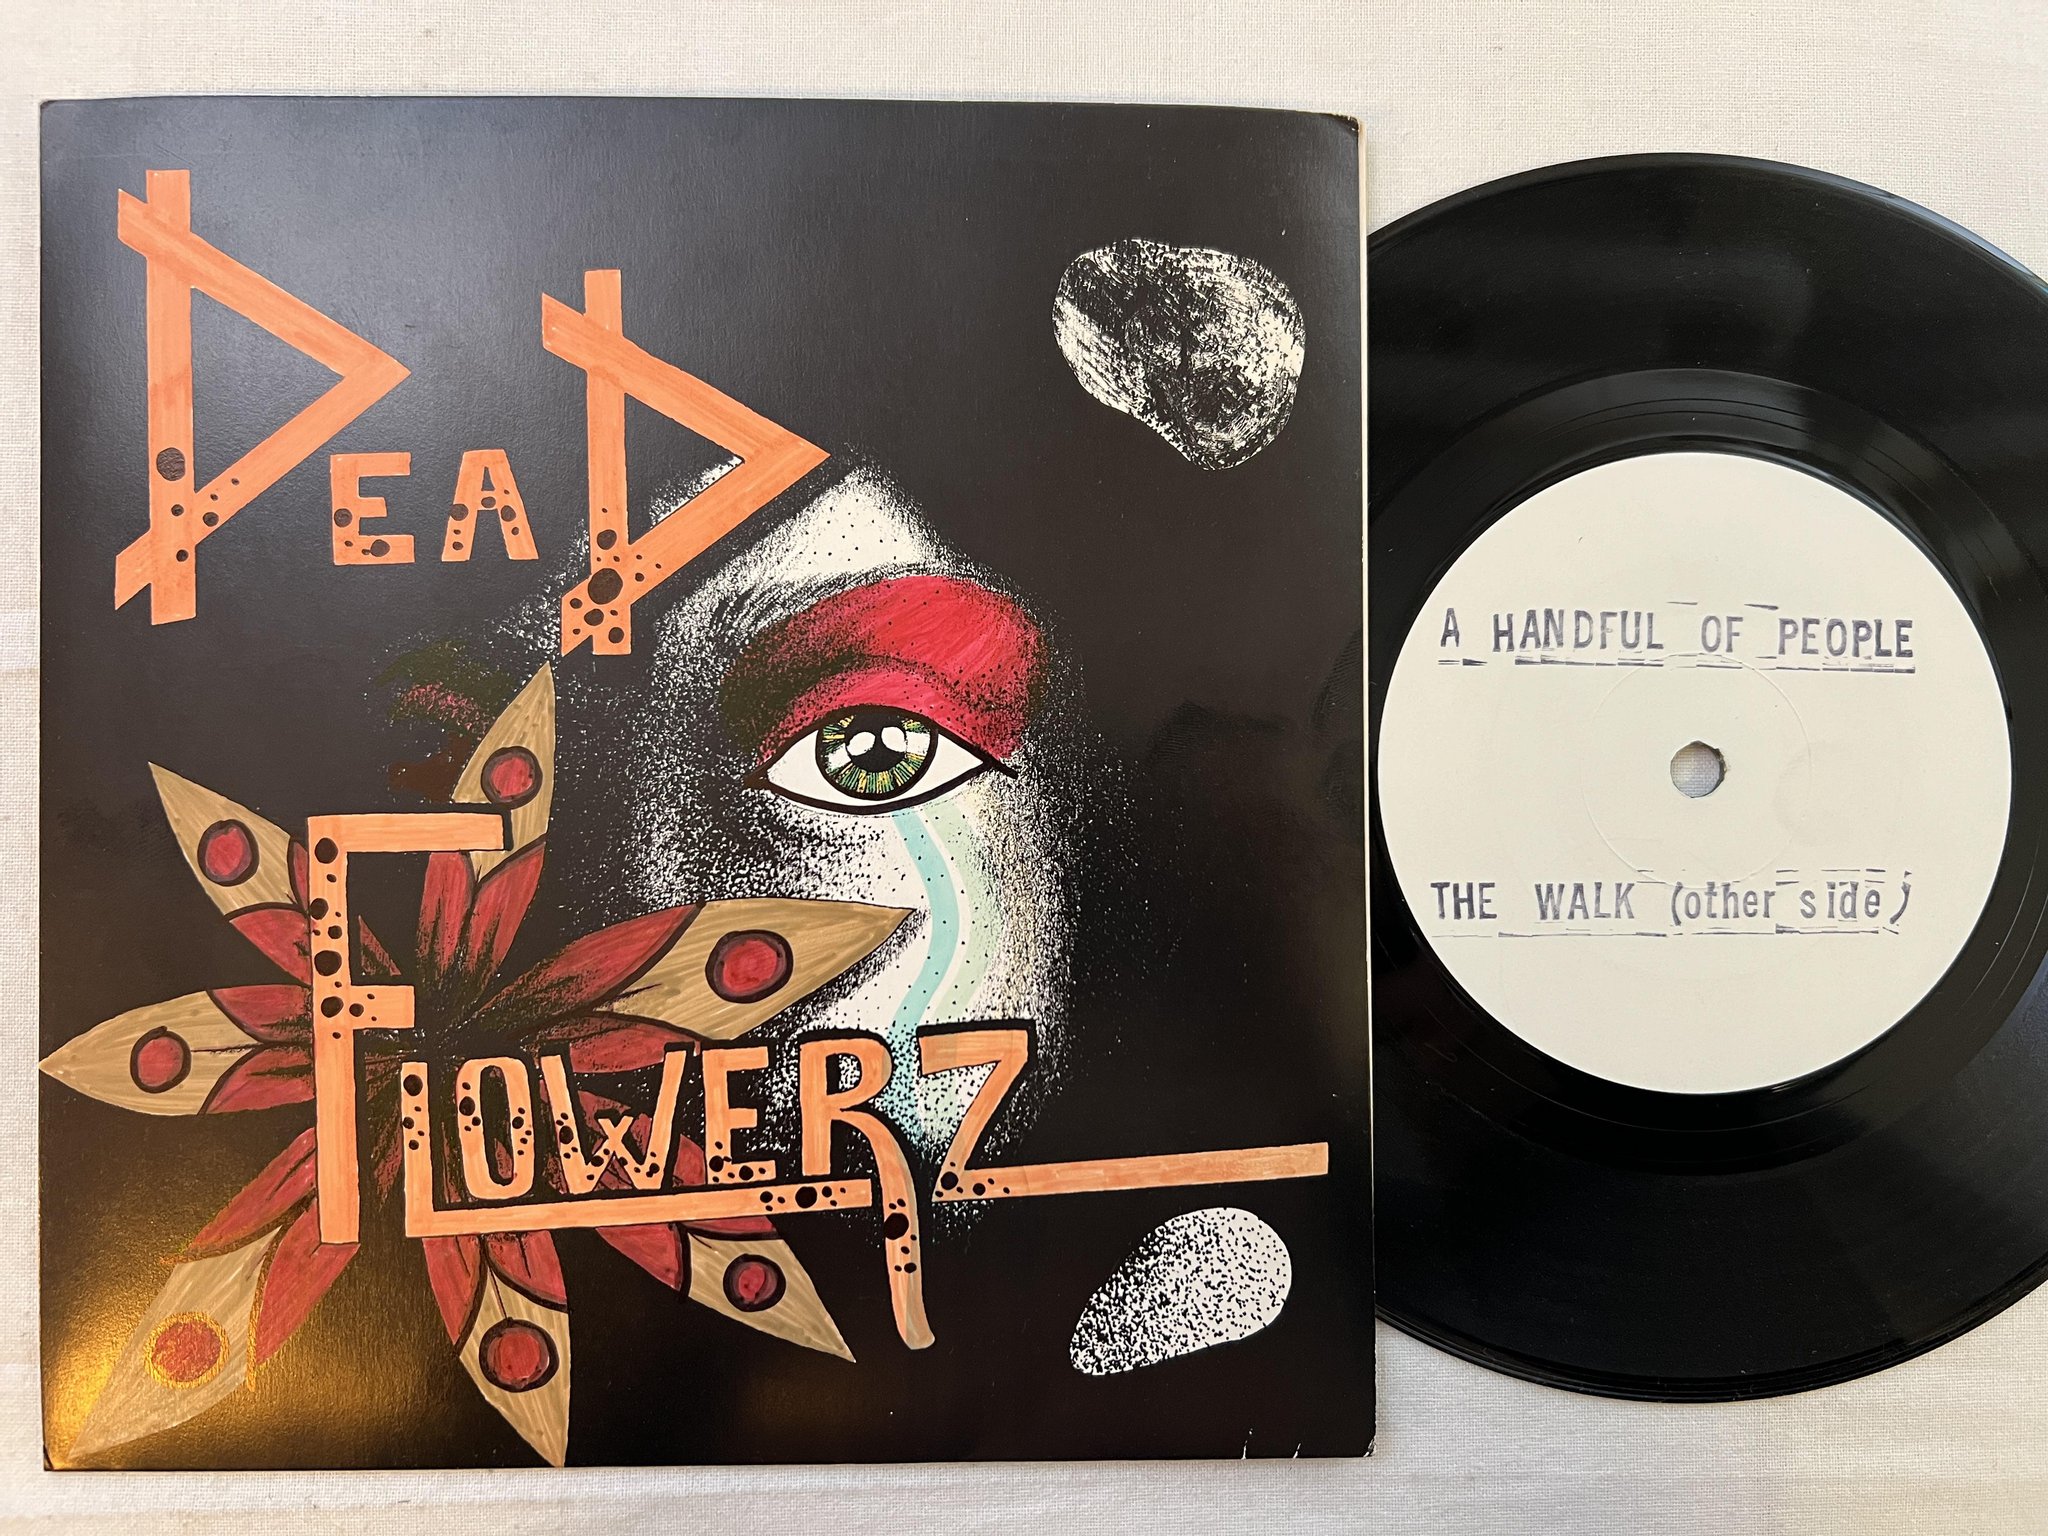 DEAD
FLOWERZ
A HANDFUL OF PEOPLE
THE WALK (other side)